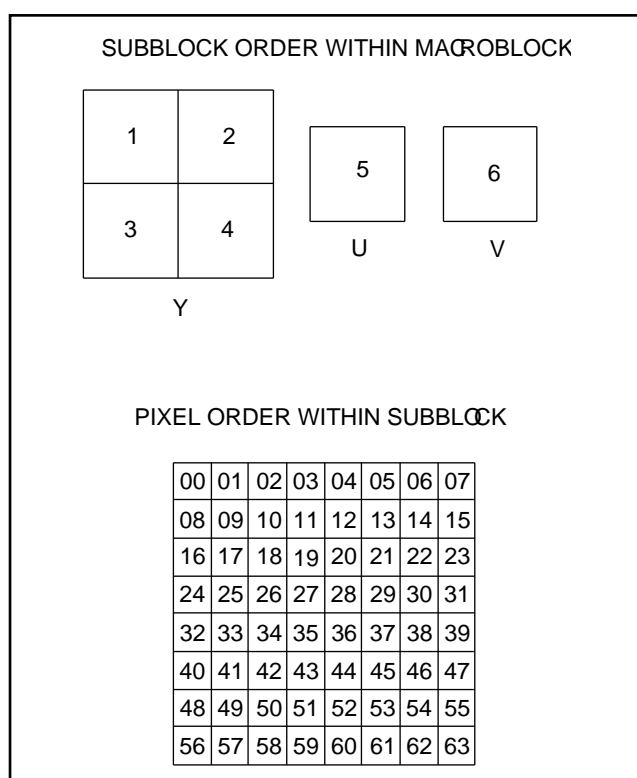 SUBBLOCK ORDER WITHIN MACROBLOCK
1 2
5 6
3 4
U V
Y
PIXEL ORDER WITHIN SUBBLOCK
00 01 02 03 04 05 06 07
08 09 10 11 12 13 14 15
16 17 18 19 20 21 22 23
24 25 26 27 28 29 30 31
32 33 34 35 36 37 38 39
40 41 42 43 44 45 46 47
48 49 50 51 52 53 54 55
56 57 58 59 60 61 62 63